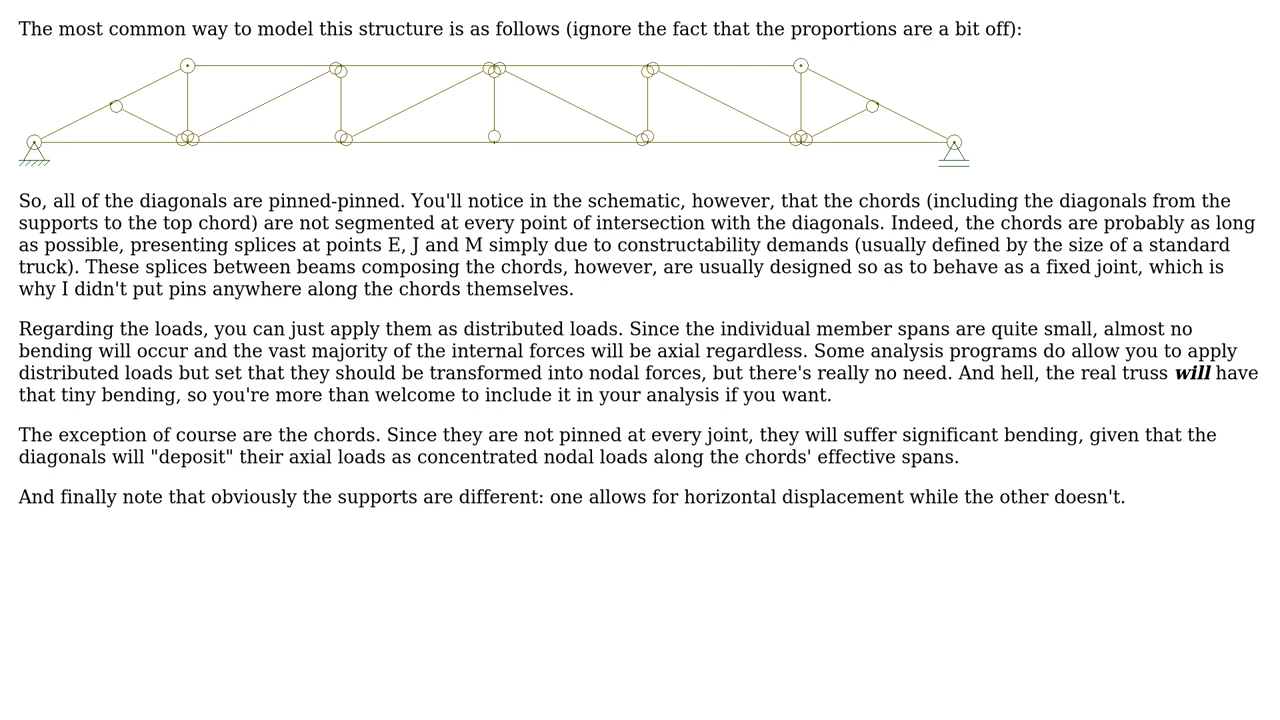 The most common way to model this structure is as follows (ignore the fact that the proportions are a bit off):
So, all of the diagonals are pinned-pinned. You'll notice in the schematic, however, that the chords (including the diagonals from the
supports to the top chord) are not segmented at every point of intersection with the diagonals. Indeed, the chords are probably as long
as possible, presenting splices at points E, J and M simply due to constructability demands (usually defined by the size of a standard
truck). These splices between beams composing the chords, however, are usually designed so as to behave as a fixed joint, which is
why I didn't put pins anywhere along the chords themselves.
Regarding the loads, you can just apply them as distributed loads. Since the individual member spans are quite small, almost no
bending will occur and the vast majority of the internal forces will be axial regardless. Some analysis programs do allow you to apply
distributed loads but set that they should be transformed into nodal forces, but there's really no need. And hell, the real truss will have
that tiny bending, so you're more than welcome to include it in your analysis if you want.
The exception of course are the chords. Since they are not pinned at every joint, they will suffer significant bending, given that the
diagonals will "deposit" their axial loads as concentrated nodal loads along the chords' effective spans.
And finally note that obviously the supports are different: one allows for horizontal displacement while the other doesn't.